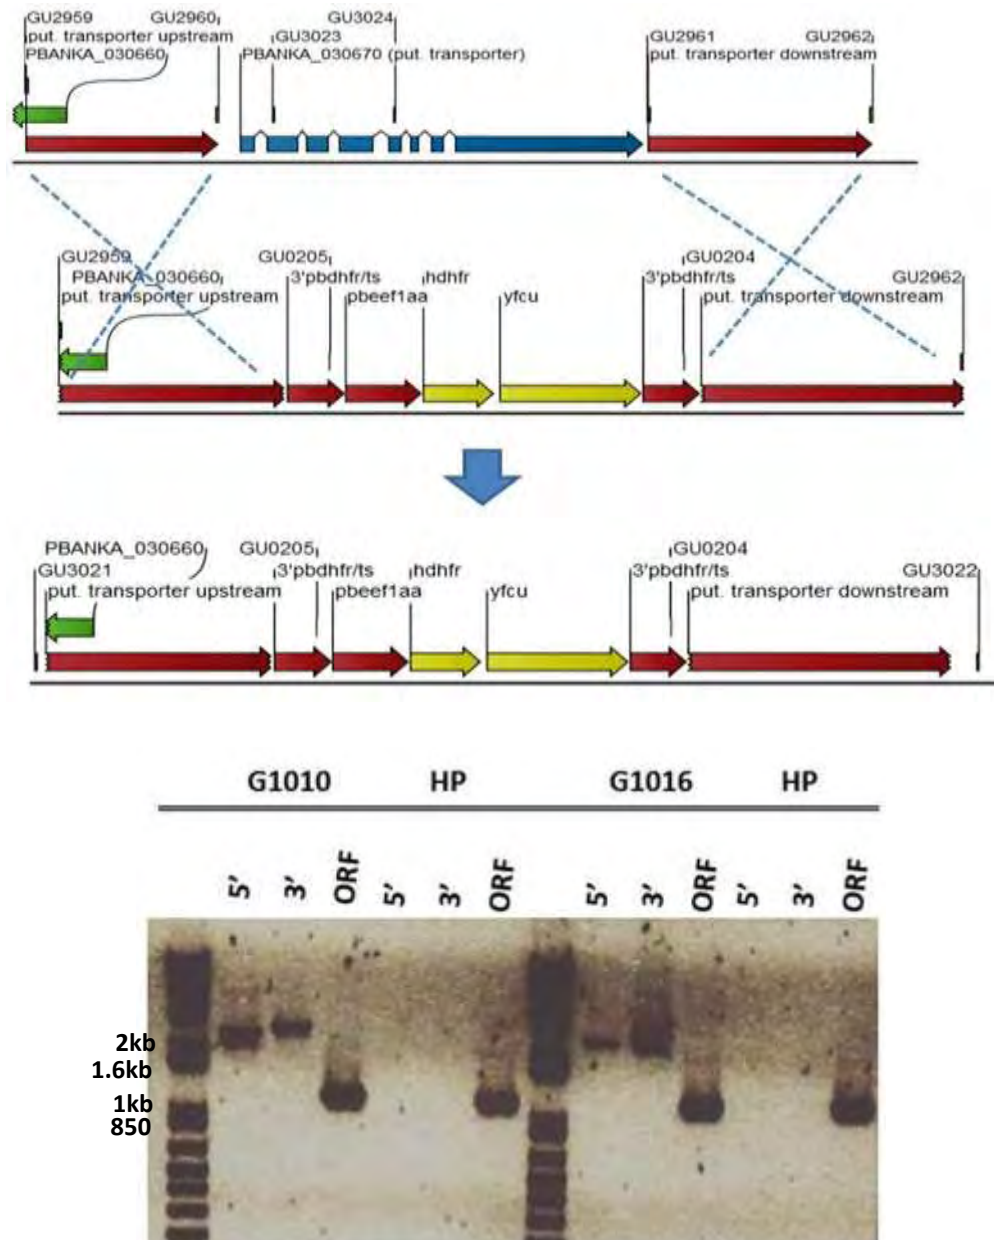 GU2959 GU2960 GU3024
put. transporter upstream GU3023 GU2961 GU2962
PBANKA_030660 PBANKA_030670 (put. transporter) put. transporter downstream
GU2959 GU0205 GU0204
PBANKA_030660 3'pbdhfr/ts hdhfr 3'pbdhfr/ts GU2962
put. transporter upstream pbeef1aa yfcu put. transporter downstream
PBANKA_030660 GU0205 GU0204
GU3021 3'pbdhfr/ts hdhfr 3'pbdhfr/ts GU3022
put. transporter upstream pbeef1aa yfcu put. transporter downstream
G1010 HP G1016 HP
5' 3' ORF 5' 3' ORF 5' 3' ORF 5' 3' ORF
2kb
1.6kb
1kb
850